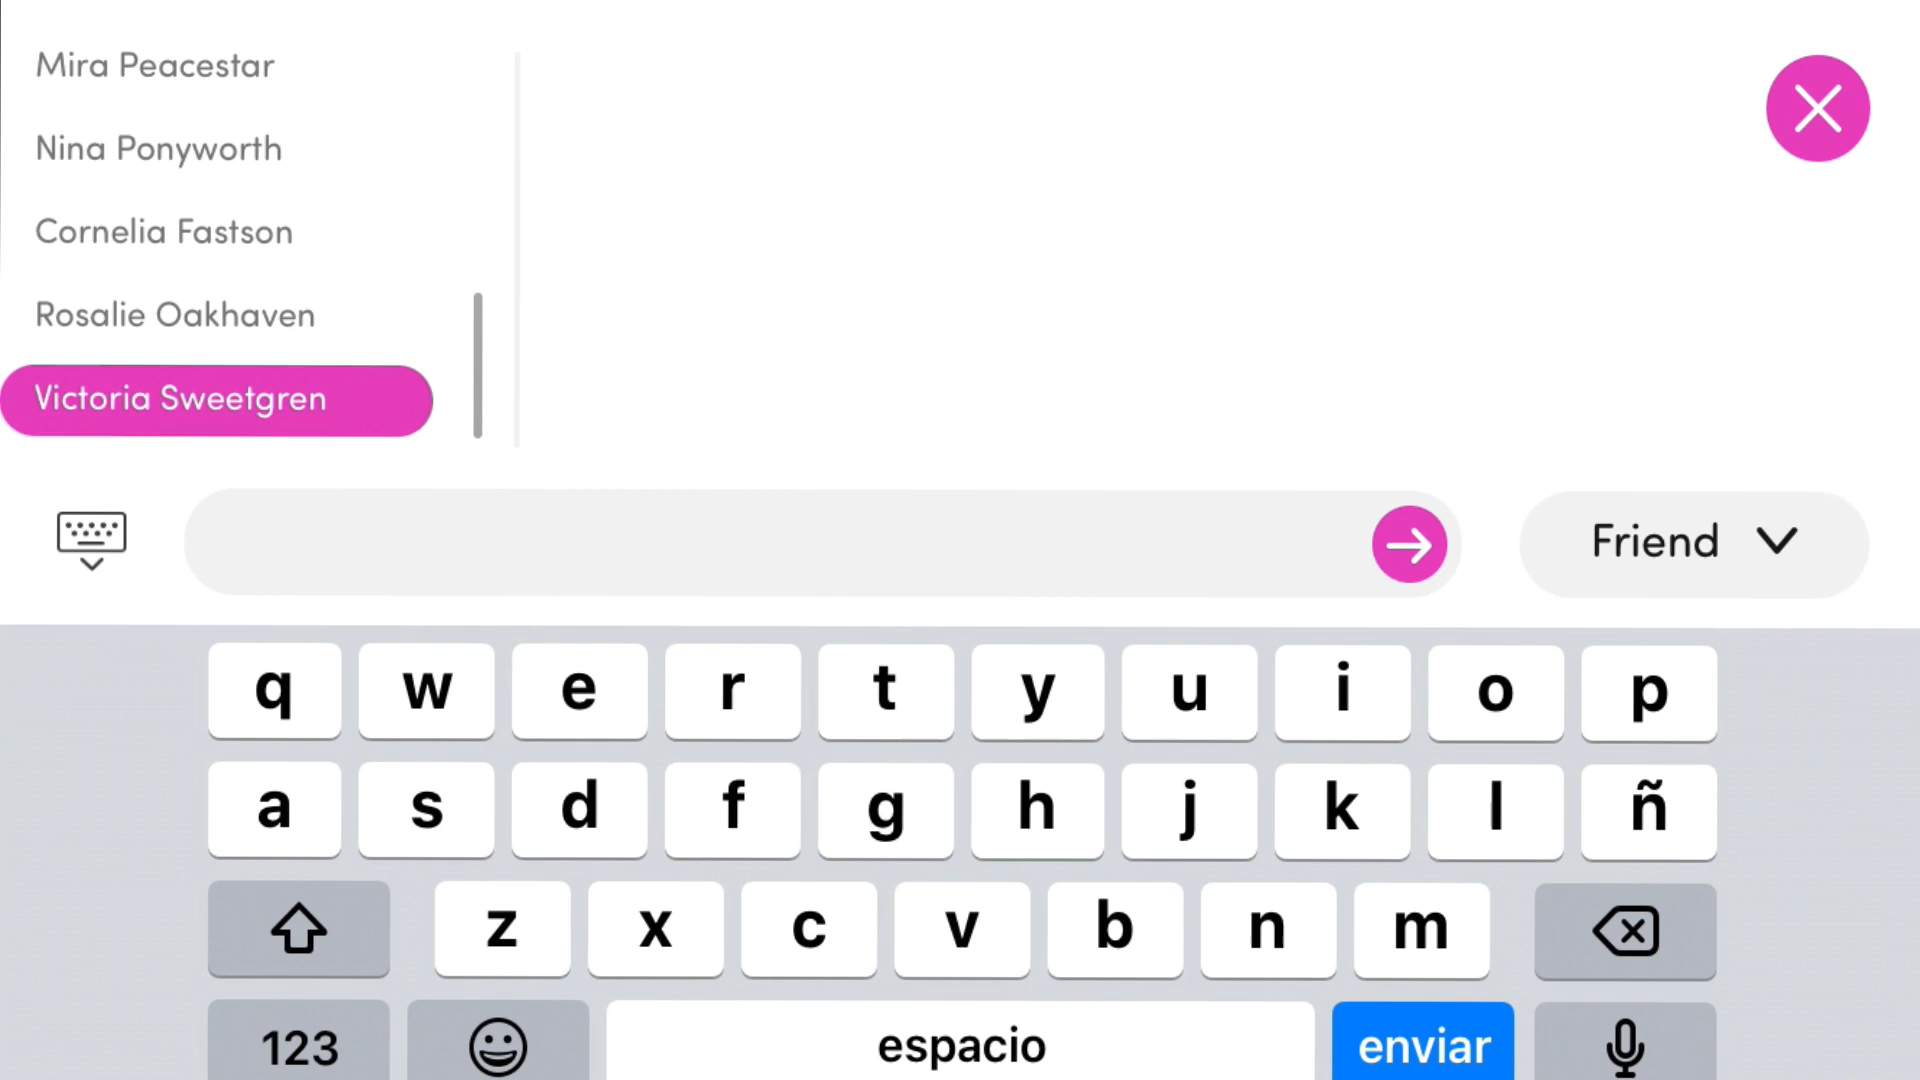 Mira Peacestar
Nina Ponyworth
Cornelia Fastson
Rosalie Oakhaven
Victoria Sweetgren
Friend
q w e r t y u i o p
a s d f g h j k l ñ
z x c v b n m
123 espacio enviar